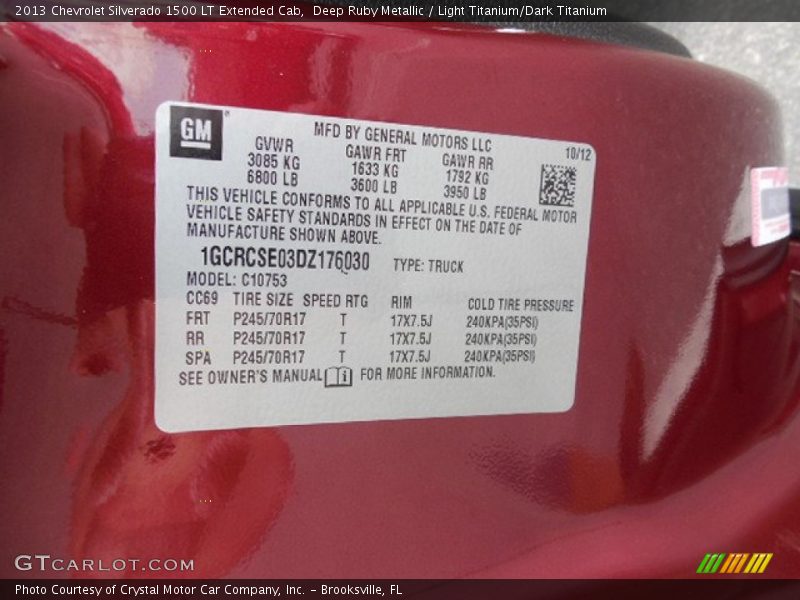 2013 Chevrolet Silverado 1500 LT Extended Cab,  Deep Ruby Metallic / Light Titanium/Dark Titanium
GM
MFD BY GENERAL MOTORS LLC
10/12
GVWR GAWR FRT GAWR RR
3085 KG 1633 KG 1792 KG
6800 LB 3600 LB 3950 LB
THIS VEHICLE CONFORMS TO ALL APPLICABLE U.S. FEDERAL MOTOR
VEHICLE SAFETY STANDARDS IN EFFECT ON THE DATE OF
MANUFACTURE SHOWN ABOVE.
1GCRCSE03DZ176030 TYPE: TRUCK
MODEL: C10753
CC69 TIRE SIZE SPEED RTG RIM COLD TIRE PRESSURE
FRT P245/70R17 T 17X7.5J 240KPA(35PSI)
RR P245/70R17 T 17X7.5J 240KPA(35PSI)
SPA P245/70R17 T 17X7.5J 240KPA(35PSI)
SEE OWNER'S MANUAL FOR MORE INFORMATION.
GTCARLOT.COM
Photo Courtesy of Crystal Motor Car Company, Inc. – Brooksville, FL